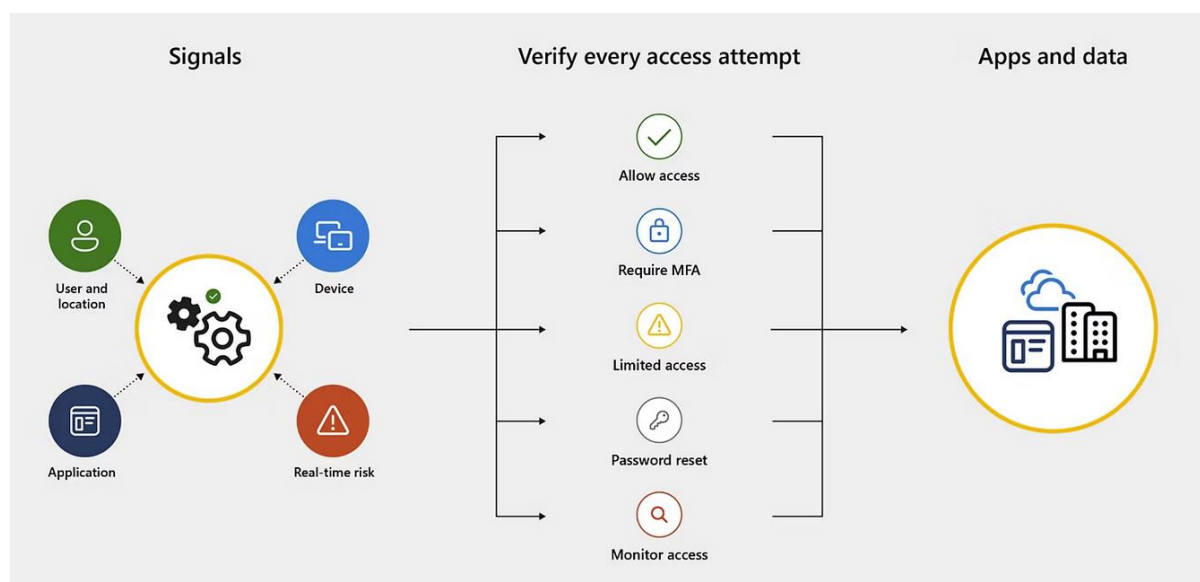 Signals
Verify every access attempt
Apps and data
User and
location
Device
Application
Real-time risk
Allow access
Require MFA
Limited access
Password reset
Monitor access